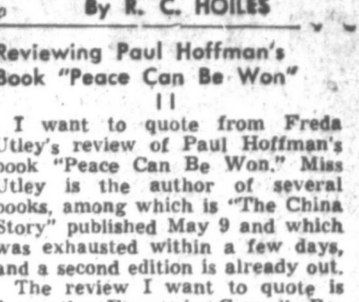 By R. C. HOILES
Reviewing Paul Hoffman's
Book "Peace Can Be Won"
II
I want to quote from Freda
Utley's review of Paul Hoffman's
book "Peace Can Be Won." Miss
Utley is the author of several
books, among which is "The China
Story" published May 9 and which
was exhausted within a few days,
and a second edition is already out.
The review I want to quote is